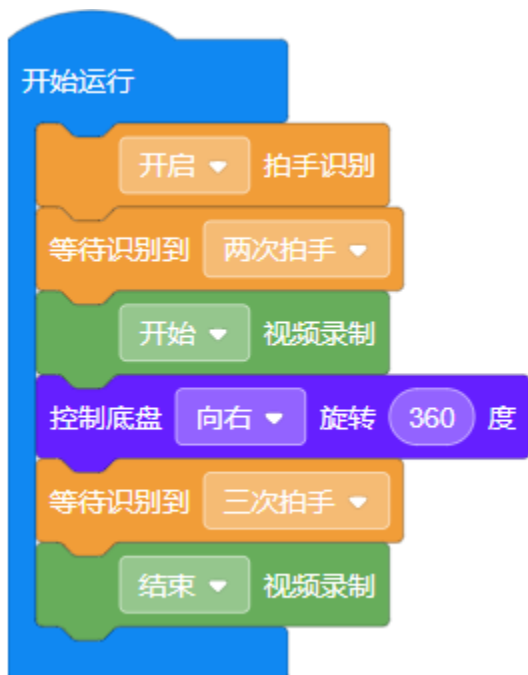 开始运行
开启 拍手识别
等待识别到 两次拍手
开始 视频录制
控制底盘 向右 旋转 360 度
等待识别到 三次拍手
结束 视频录制